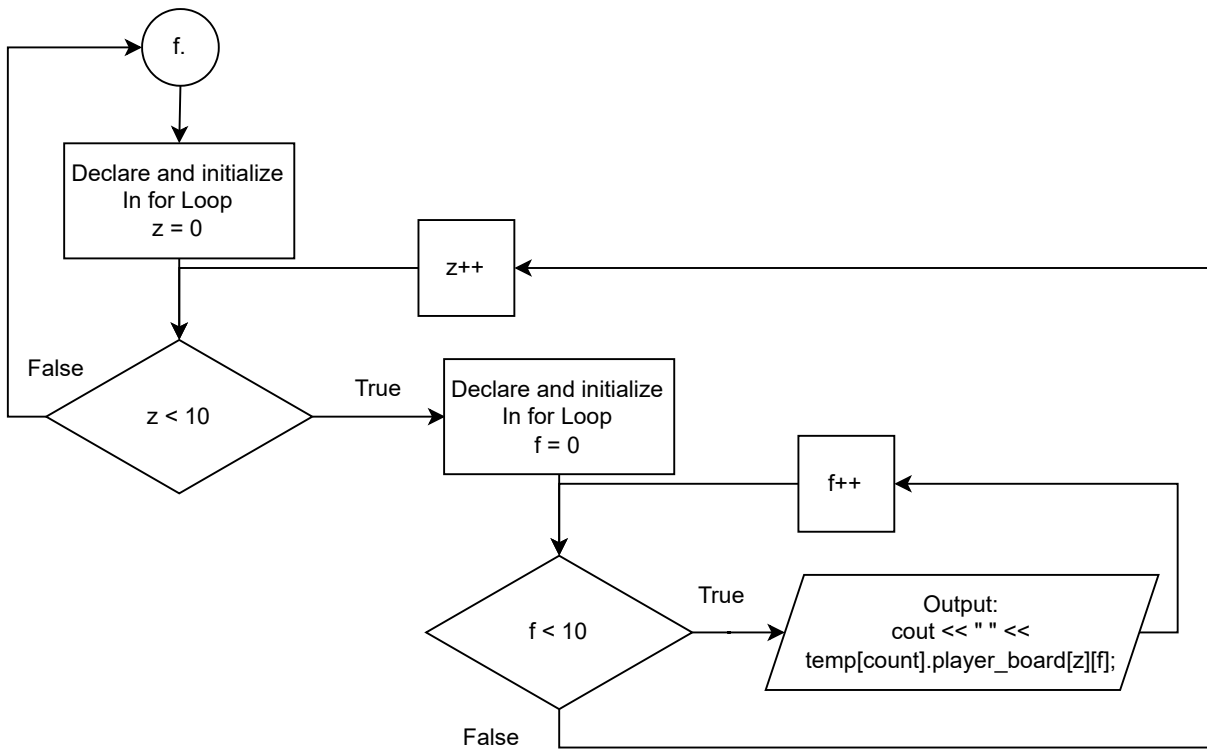 f.
Declare and initialize
In for Loop
z = 0
z++
False
z < 10
True
Declare and initialize
In for Loop
f = 0
f++
f < 10
True
Output:
cout << " " <<
temp[count].player_board[z][f];
False